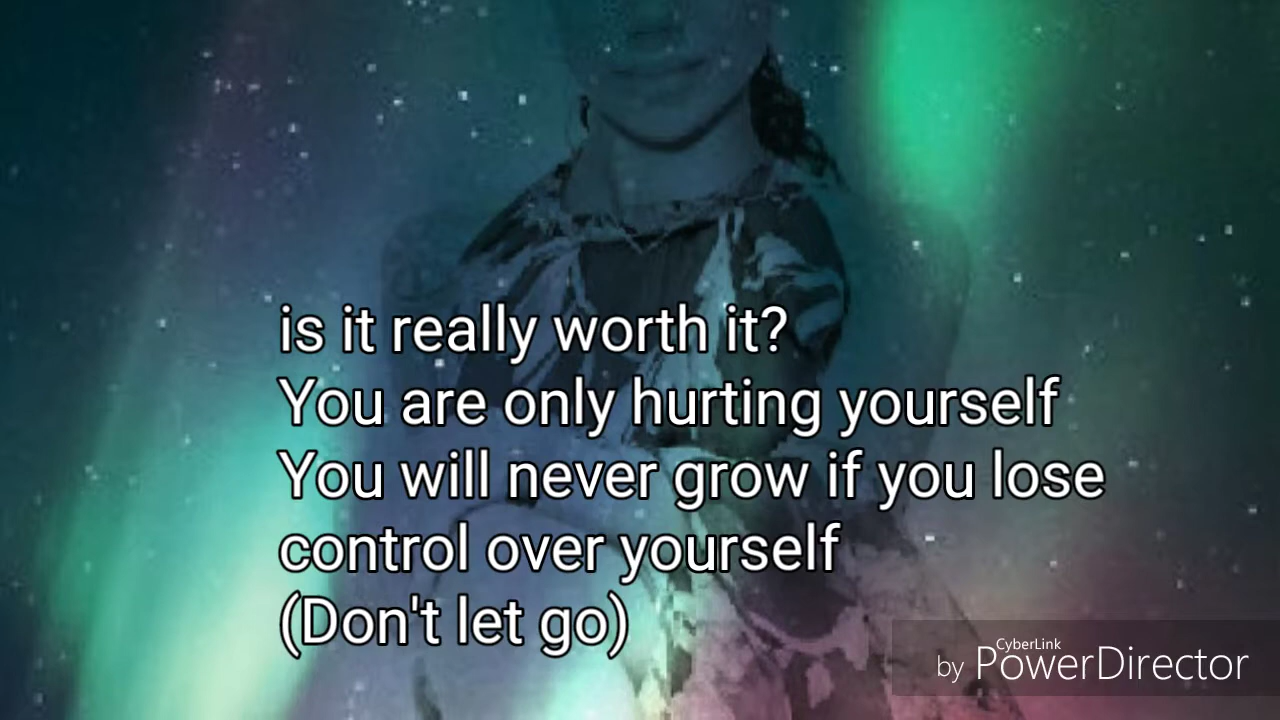 is it really worth it?
You are only hurting yourself
You will never grow if you lose
control over yourself
(Don't let go)
CyberLink
by PowerDirector